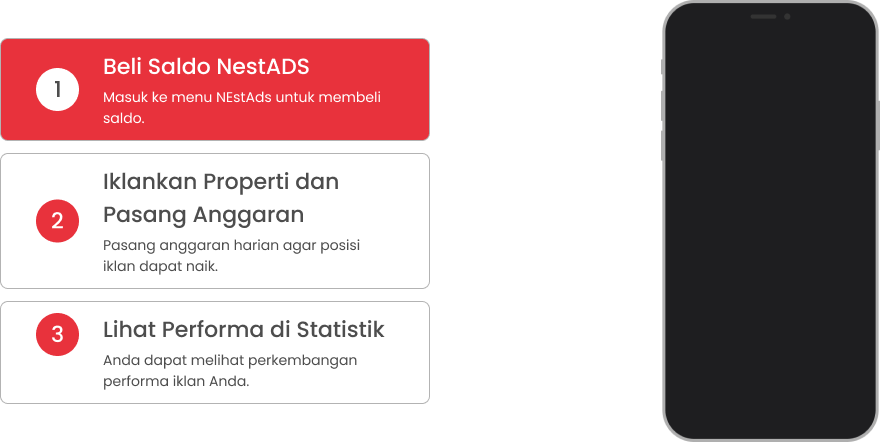 1
Beli Saldo NestADS
Masuk ke menu NEstAds untuk membeli
saldo.
2
Iklankan Properti dan
Pasang Anggaran
Pasang anggaran harian agar posisi
iklan dapat naik.
3
Lihat Performa di Statistik
Anda dapat melihat perkembangan
performa iklan Anda.